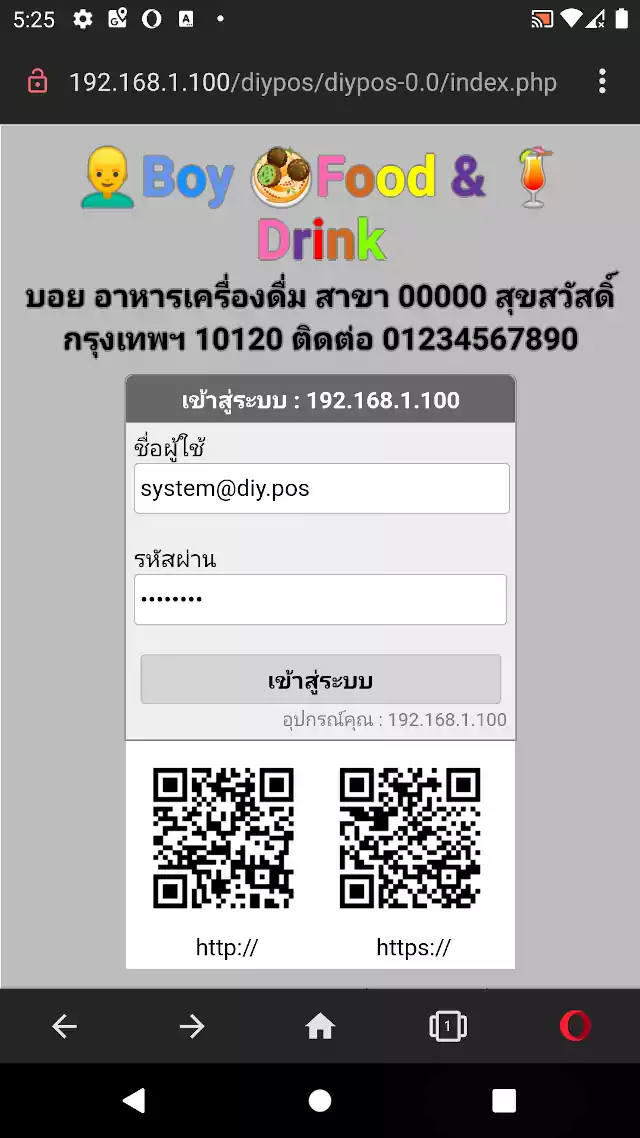 5:25
192.168.1.100/diypos/diypos-0.0/index.php
Boy Food &
Drink
บอย อาหารเครื่องดื่ม สาขา 00000 สุขสวัสดิ์
กรุงเทพฯ 10120 ติดต่อ 01234567890
เข้าสู่ระบบ : 192.168.1.100
ชื่อผู้ใช้
system@diy.pos
รหัสผ่าน
••••••••
เข้าสู่ระบบ
อุปกรณ์คุณ : 192.168.1.100
http:// https://
1